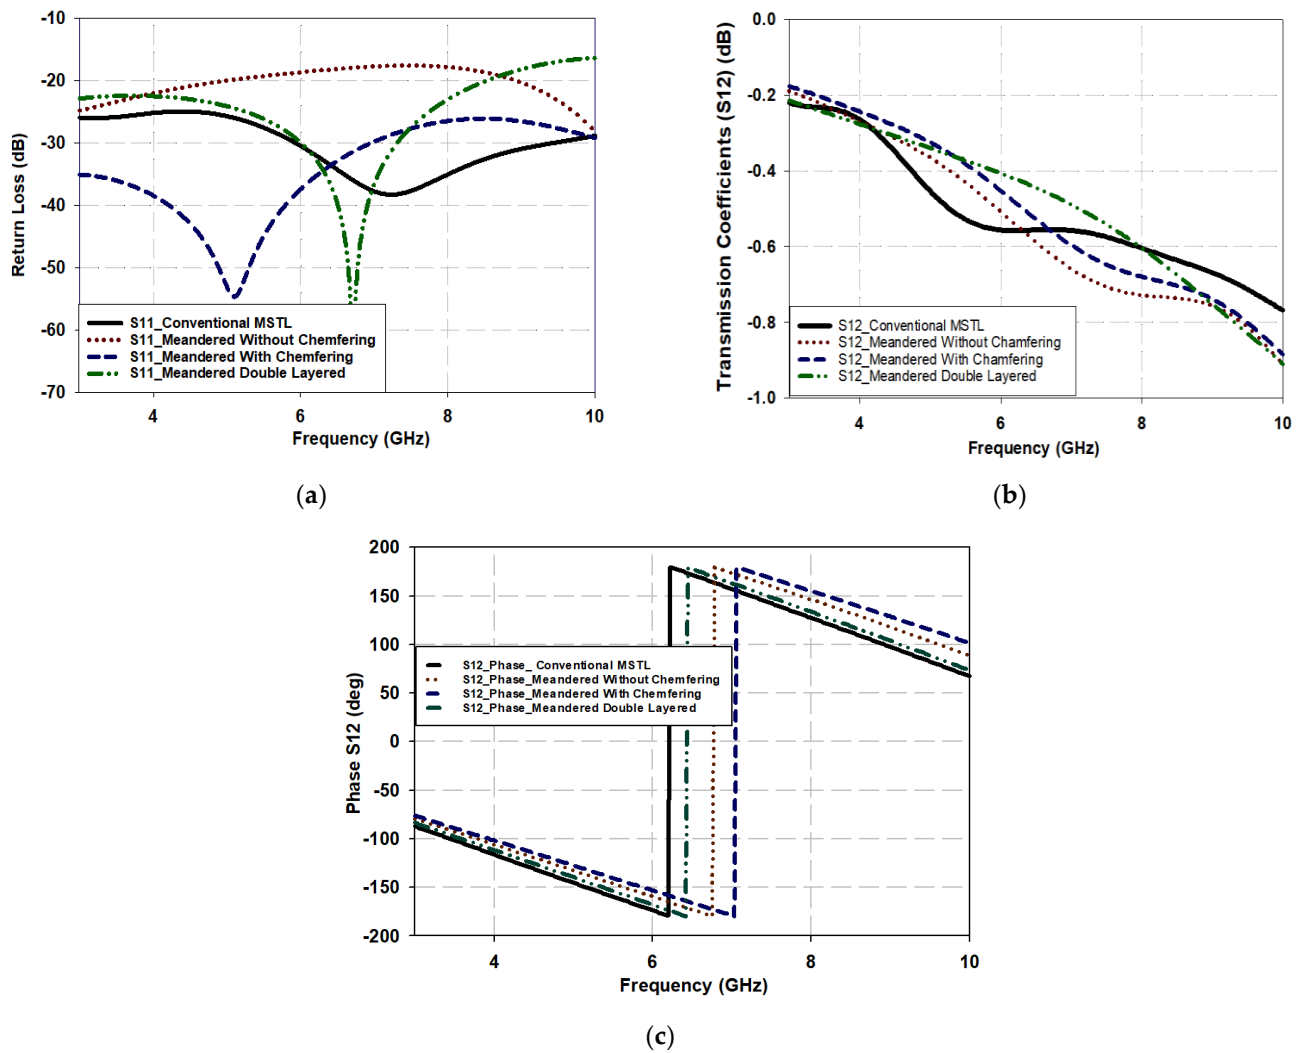 -10
-20
-30
-40
-50
-60
-70
Return Loss (dB)
S11_Conventional MSTL
S11_Meandered Without Chemfering
S11_Meandered With Chemfering
S11_Meandered Double Layered
4 6 8 10
Frequency (GHz)
(a)
0.0
-0.2
-0.4
-0.6
-0.8
-1.0
Transmission Coefficients (S12) (dB)
S12_Conventional MSTL
S12_Meandered Without Chamfering
S12_Meandered With Chamfering
S12_Meandered Double Layered
4 6 8 10
Frequency (GHz)
(b)
200
150
100
50
0
-50
-100
-150
-200
Phase S12 (deg)
S12_Phase_ Conventional MSTL
S12_Phase_Meandered Without Chemfering
S12_Phase_Meandered With Chemfering
S12_Phase_Meandered Double Layered
4 6 8 10
Frequency (GHz)
(c)